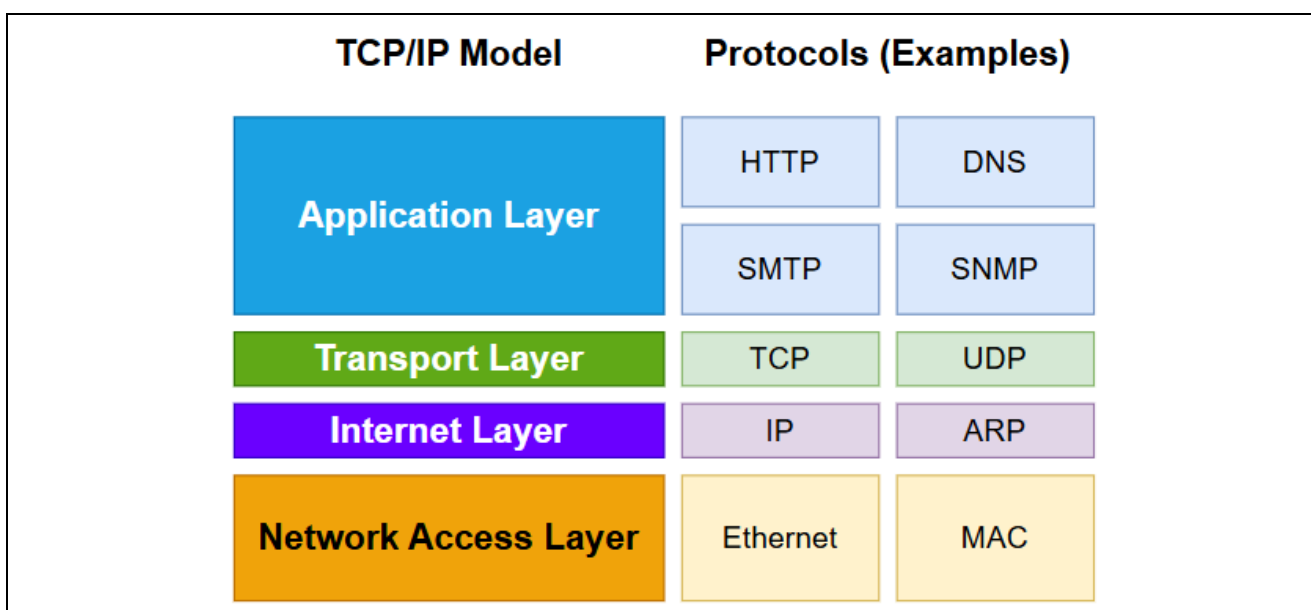 TCP/IP Model Protocols (Examples)
Application Layer
HTTP DNS
SMTP SNMP
Transport Layer TCP UDP
Internet Layer IP ARP
Network Access Layer Ethernet MAC